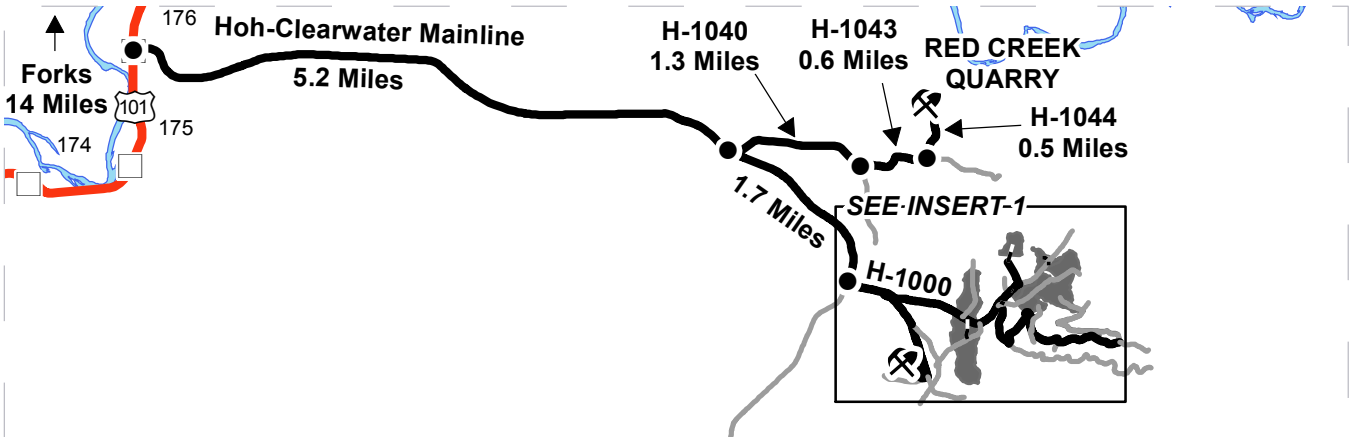 176
Hoh-Clearwater Mainline
5.2 Miles
Forks
14 Miles
101
175
174
H-1040
1.3 Miles
H-1043
0.6 Miles
RED CREEK
QUARRY
H-1044
0.5 Miles
1.7 Miles
SEE INSERT 1
H-1000